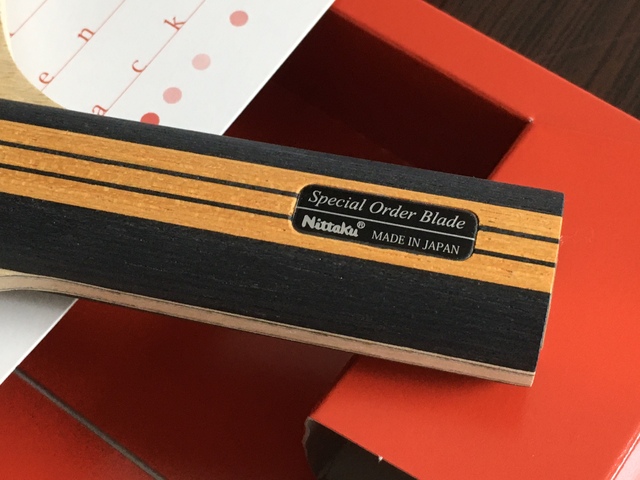 e n
a c k
Special Order Blade
Nittaku® MADE IN JAPAN